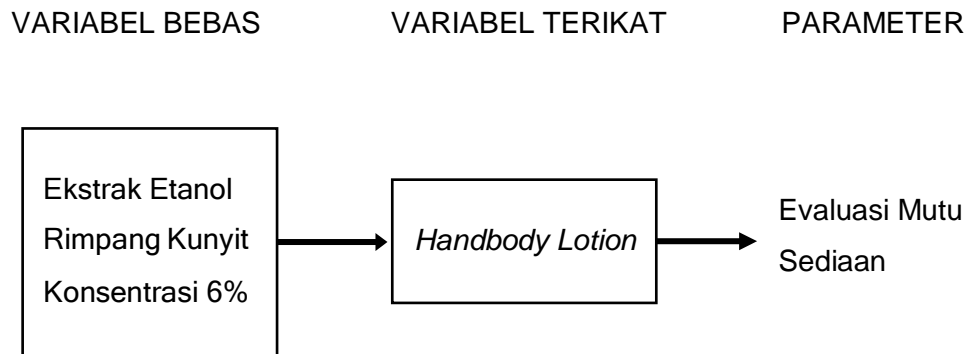 VARIABEL BEBAS VARIABEL TERIKAT PARAMETER
Ekstrak Etanol
Rimpang Kunyit
Konsentrasi 6%
Handbody Lotion
Evaluasi Mutu
Sediaan